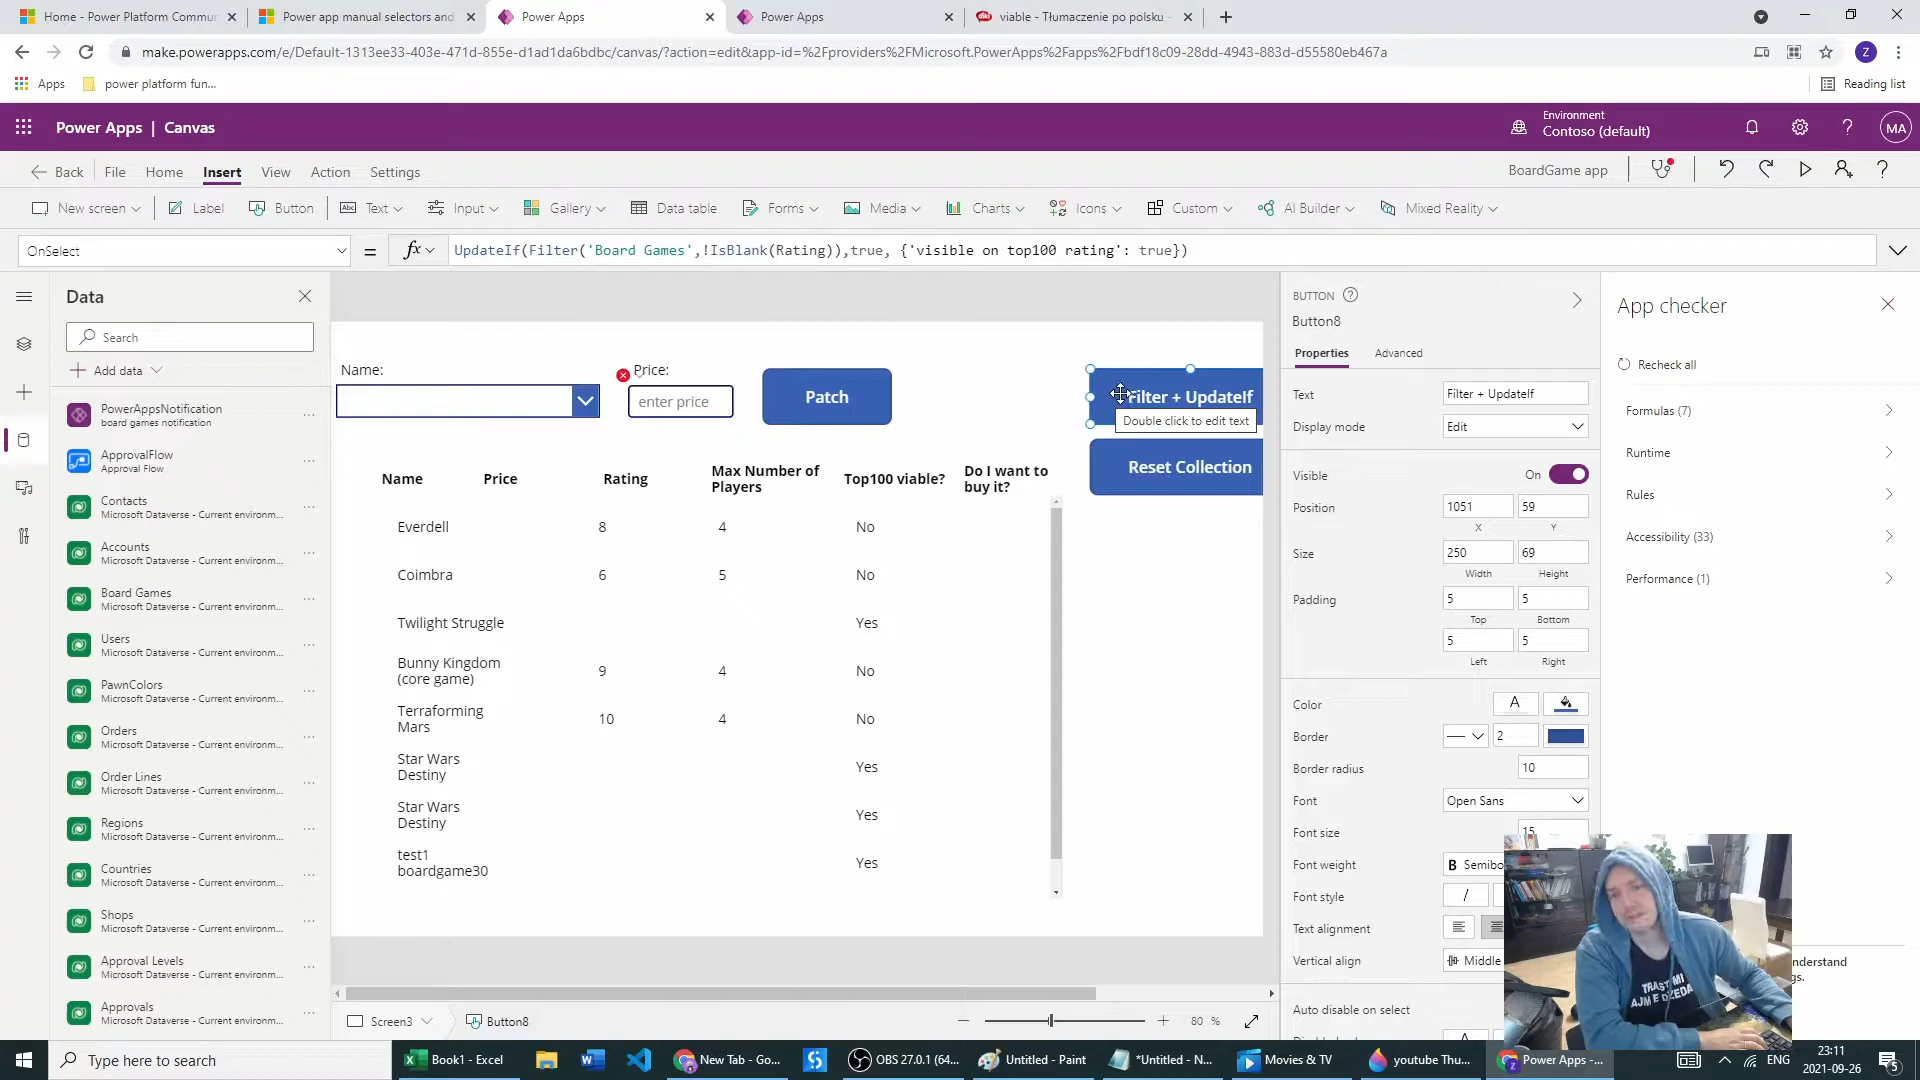 Home - Power Platform Commu
Power app manual selectors and
Power Apps
Power Apps
viable - Tłumaczenie po polsku -
make.powerapps.com/e/Default-1313ee33-403e-471d-855e-d1ad1da6bdbc/canvas/?action=edit&app-id=%2Fproviders%2FMicrosoft.PowerApps%2Fapps%2Fbdf18c09-28dd-4943-883d-d55580eb467a
Z
Apps
power platform fun...
Reading list
Power Apps | Canvas
Environment
Contoso (default)
MA
Back
File
Home
Insert
View
Action
Settings
BoardGame app
New screen
Label
Button
Text
Input
Gallery
Data table
Forms
Media
Charts
Icons
Custom
AI Builder
Mixed Reality
OnSelect
=
fx
UpdateIf(Filter('Board Games',!IsBlank(Rating)),true, {'visible on top100 rating': true})
Data
Search
Add data
PowerAppsNotification
board games notification
ApprovalFlow
Approval Flow
Contacts
Microsoft Dataverse - Current environm...
Accounts
Microsoft Dataverse - Current environm...
Board Games
Microsoft Dataverse - Current environm...
Users
Microsoft Dataverse - Current environm...
PawnColors
Microsoft Dataverse - Current environm...
Orders
Microsoft Dataverse - Current environm...
Order Lines
Microsoft Dataverse - Current environm...
Regions
Microsoft Dataverse - Current environm...
Countries
Microsoft Dataverse - Current environm...
Shops
Microsoft Dataverse - Current environm...
Approval Levels
Microsoft Dataverse - Current environm...
Approvals
Microsoft Dataverse - Current environm...
Name:
Price:
enter price
Patch
Filter + UpdateIf
Double click to edit text
Reset Collection
Name Price Rating Max Number of Players Top100 viable? Do I want to buy it?
Everdell 8 4 No
Coimbra 6 5 No
Twilight Struggle Yes
Bunny Kingdom (core game) 9 4 No
Terraforming Mars 10 4 No
Star Wars Destiny Yes
Star Wars Destiny Yes
test1 boardgame30 Yes
Screen3
Button8
80 %
BUTTON
Button8
Properties
Advanced
Text
Filter + UpdateIf
Display mode
Edit
Visible
On
Position
1051
59
X
Y
Size
250
69
Width
Height
Padding
5
5
Top
Bottom
5
5
Left
Right
Color
A
Border
2
Border radius
10
Font
Open Sans
Font size
15
Font weight
B Semibo
Font style
/
Text alignment
Vertical align
Middle
Auto disable on select
App checker
Recheck all
Formulas (7)
Runtime
Rules
Accessibility (33)
Performance (1)
nderstand
gs.
TRAST MI
Type here to search
Book1 - Excel
New Tab - Go...
OBS 27.0.1 (64...
Untitled - Paint
*Untitled - N...
Movies & TV
youtube Thu...
Power Apps -...
ENG
23:11
2021-09-26
5